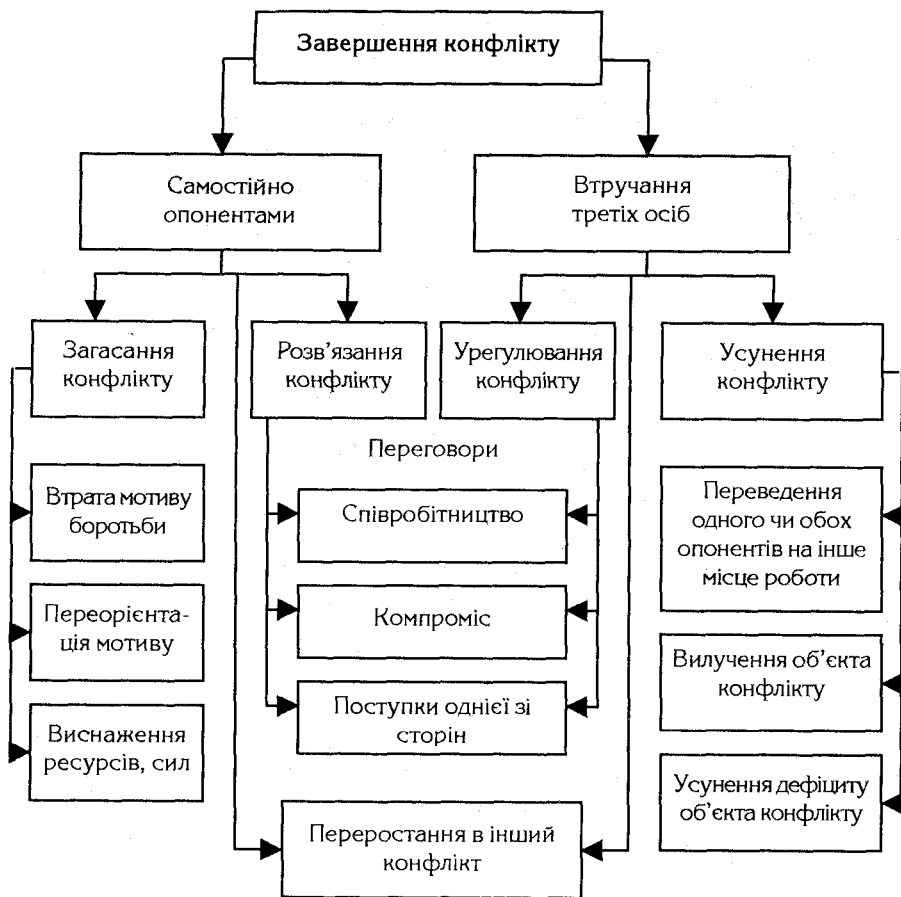 Завершення конфлікту
Самостійно
опонентами
Втручання
третіх осіб
Загасання
конфлікту
Розв’язання
конфлікту
Урегулювання
конфлікту
Усунення
конфлікту
Переговори
Втрата мотиву
боротьби
Переорієнта-
ція мотиву
Виснаження
ресурсів, сил
Співробітництво
Компроміс
Поступки однієї зі
сторін
Переведення
одного чи обох
опонентів на інше
місце роботи
Вилучення об’єкта
конфлікту
Усунення дефіциту
об’єкта конфлікту
Переростання в інший
конфлікт